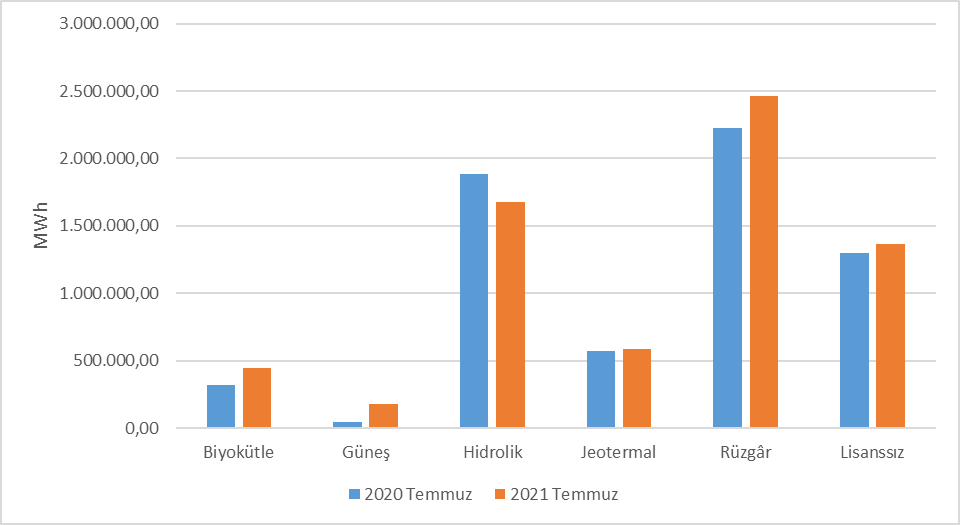 3.000.000,00
2.500.000,00
2.000.000,00
1.500.000,00
1.000.000,00
500.000,00
0,00
MWh
Biyokütle Güneş Hidrolik Jeotermal Rüzgâr Lisanssız
2020 Temmuz 2021 Temmuz